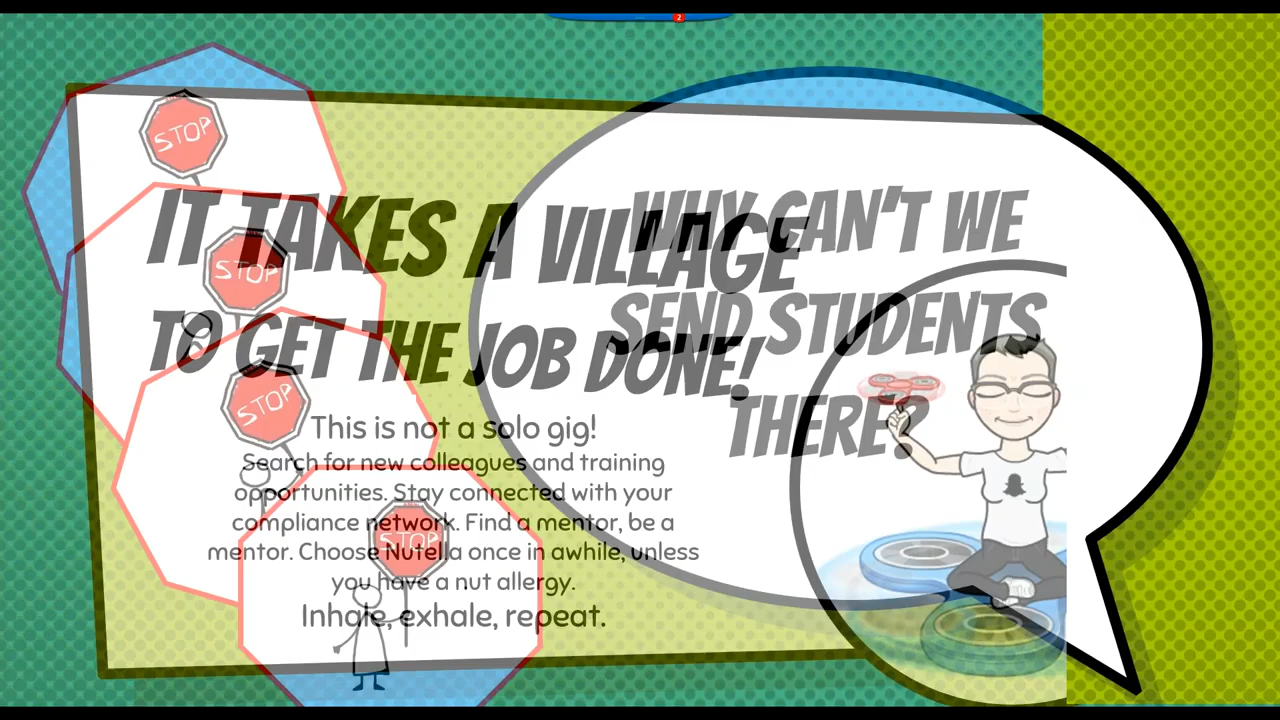 2
STOP
IT TAKES A VILLAGE
TO GET THE JOB DONE!
WHY CAN'T WE
SEND STUDENTS
THERE?
STOP
STOP
This is not a solo gig!
Search for new colleagues and training
opportunities. Stay connected with your
compliance network. Find a mentor, be a
mentor. Choose Nutella once in awhile, unless
you have a nut allergy.
Inhale, exhale, repeat.
STOP